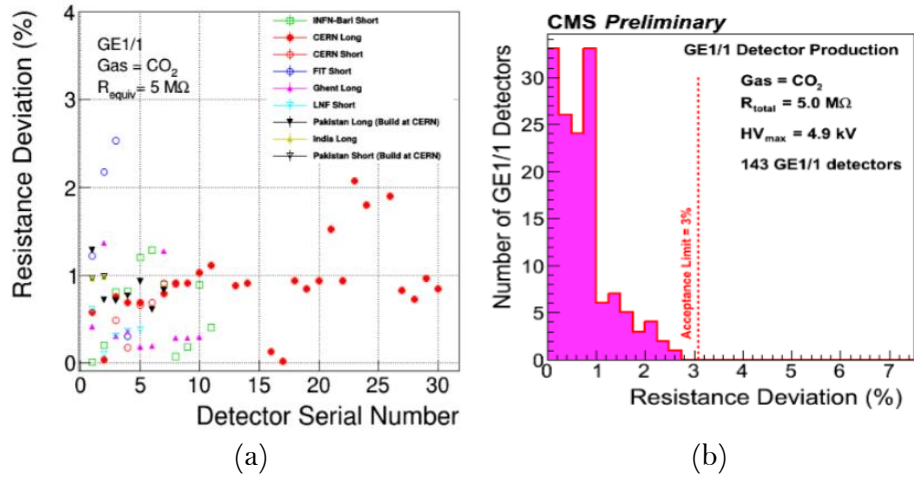 Resistance Deviation (%)
4
3
2
1
0
GE1/1
Gas = CO2
Requiv = 5 MΩ
INFN-Bari Short
CERN Long
CERN Short
FIT Short
Ghent Long
LNF Short
Pakistan Long (Build at CERN)
India Long
Pakistan Short (Build at CERN)
0 5 10 15 20 25 30
Detector Serial Number
(a)
CMS Preliminary
Number of GE1/1 Detectors
30
25
20
15
10
5
0
GE1/1 Detector Production
Gas = CO2
Rtotal = 5.0 MΩ
HVmax = 4.9 kV
143 GE1/1 detectors
Acceptance Limit = 3%
0 1 2 3 4 5 6 7
Resistance Deviation (%)
(b)